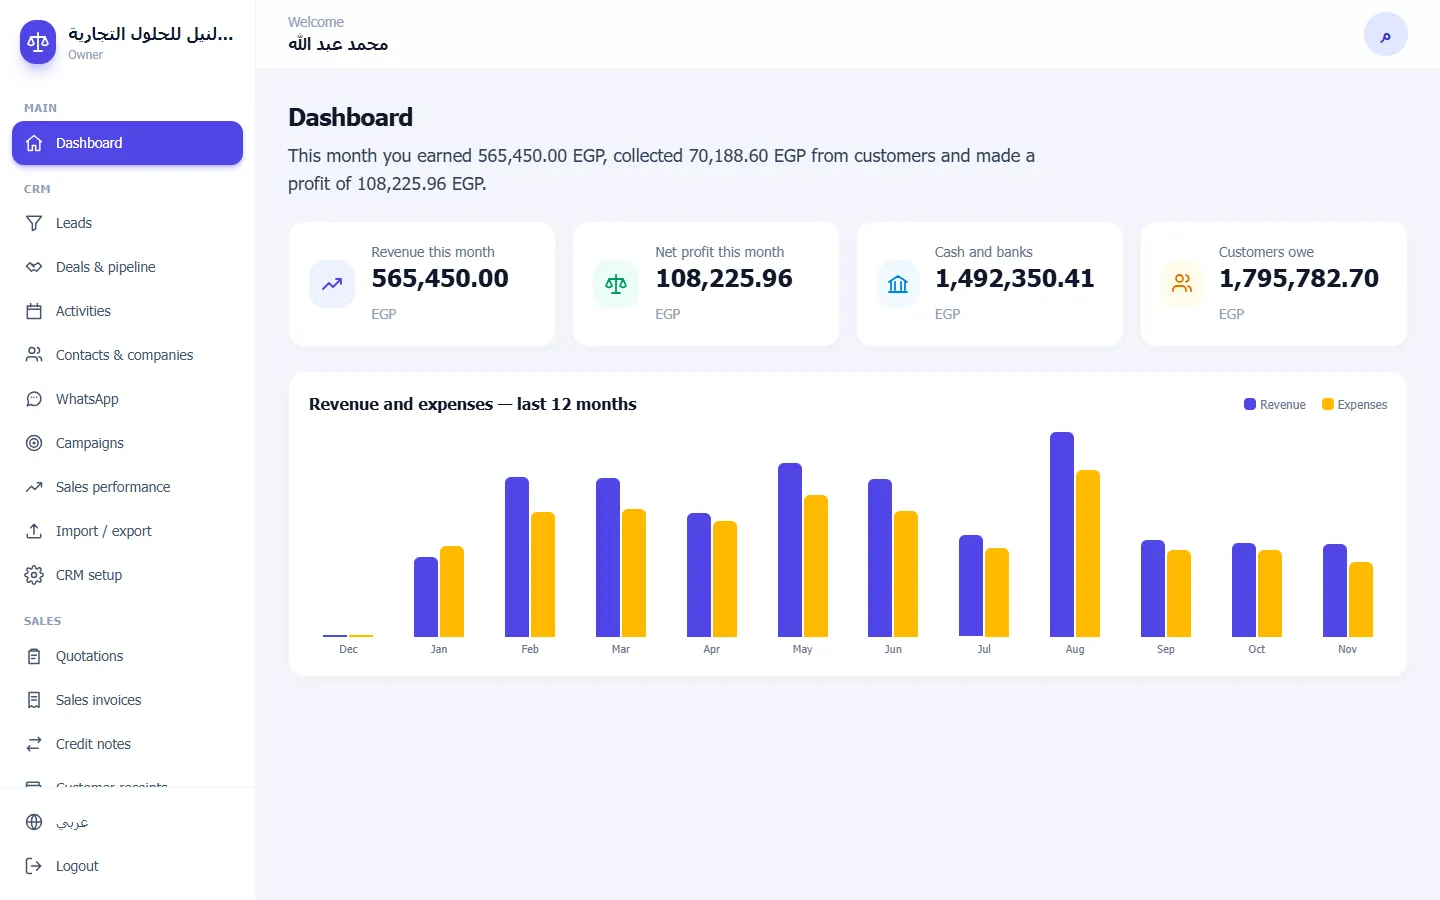 ...لنيل للحلول التجارية
Owner
MAIN
Dashboard
CRM
Leads
Deals & pipeline
Activities
Contacts & companies
WhatsApp
Campaigns
Sales performance
Import / export
CRM setup
SALES
Quotations
Sales invoices
Credit notes
Customer receipts
عربي
Logout
Welcome
محمد عبد الله
م
Dashboard
This month you earned 565,450.00 EGP, collected 70,188.60 EGP from customers and made a
profit of 108,225.96 EGP.
Revenue this month
565,450.00
EGP
Net profit this month
108,225.96
EGP
Cash and banks
1,492,350.41
EGP
Customers owe
1,795,782.70
EGP
Revenue and expenses — last 12 months
Revenue
Expenses
Dec Jan Feb Mar Apr May Jun Jul Aug Sep Oct Nov